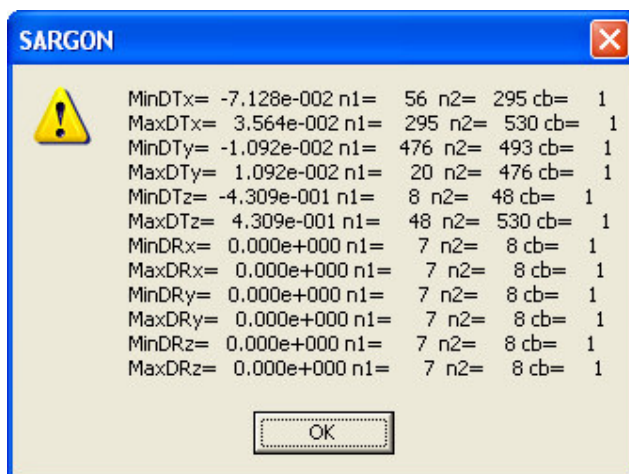 SARGON
MinDTx= -7.128e-002 n1= 56 n2= 295 cb= 1
MaxDTx= 3.564e-002 n1= 295 n2= 530 cb= 1
MinDTy= -1.092e-002 n1= 476 n2= 493 cb= 1
MaxDTy= 1.092e-002 n1= 20 n2= 476 cb= 1
MinDTz= -4.309e-001 n1= 8 n2= 48 cb= 1
MaxDTz= 4.309e-001 n1= 48 n2= 530 cb= 1
MinDRx= 0.000e+000 n1= 7 n2= 8 cb= 1
MaxDRx= 0.000e+000 n1= 7 n2= 8 cb= 1
MinDRy= 0.000e+000 n1= 7 n2= 8 cb= 1
MaxDRy= 0.000e+000 n1= 7 n2= 8 cb= 1
MinDRz= 0.000e+000 n1= 7 n2= 8 cb= 1
MaxDRz= 0.000e+000 n1= 7 n2= 8 cb= 1
OK